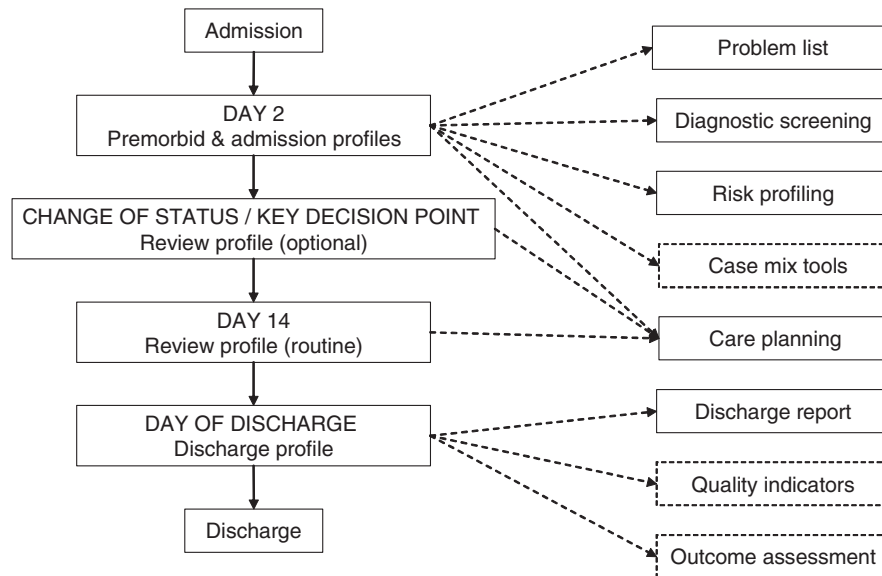 Admission
DAY 2
Premorbid & admission profiles
CHANGE OF STATUS / KEY DECISION POINT
Review profile (optional)
DAY 14
Review profile (routine)
DAY OF DISCHARGE
Discharge profile
Discharge
Problem list
Diagnostic screening
Risk profiling
Case mix tools
Care planning
Discharge report
Quality indicators
Outcome assessment